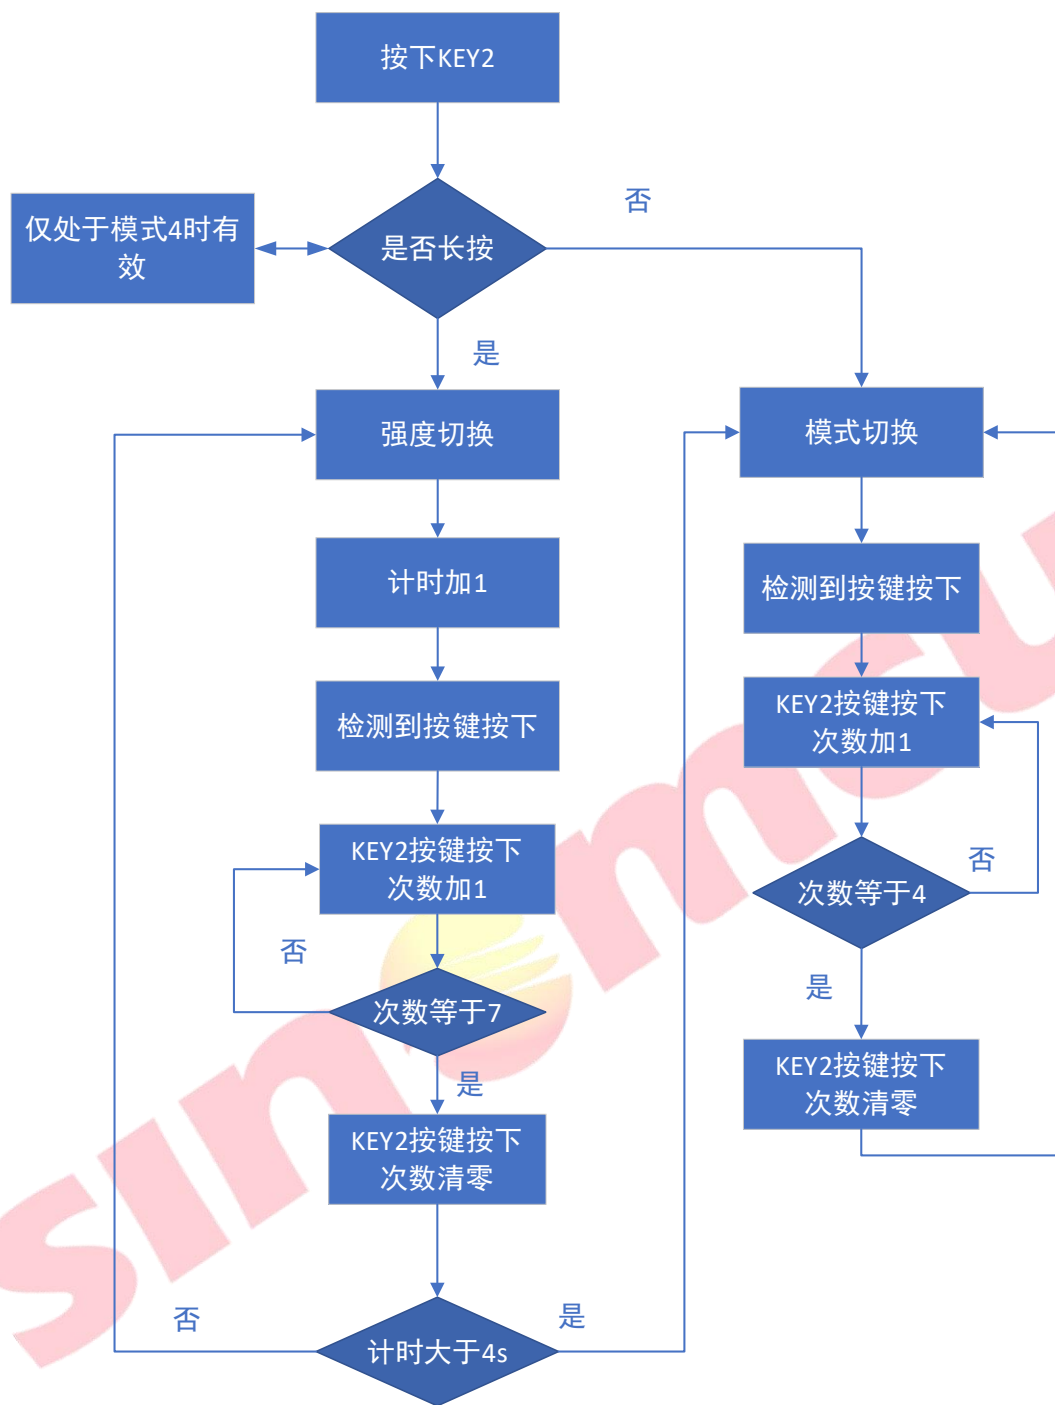 按下KEY2
否
仅处于模式4时有
效
是否长按
是
强度切换
计时加1
检测到按键按下
KEY2按键按下
次数加1
否
次数等于7
是
KEY2按键按下
次数清零
否
计时大于4s
是
模式切换
检测到按键按下
KEY2按键按下
次数加1
次数等于4
否
是
KEY2按键按下
次数清零
sinomcu